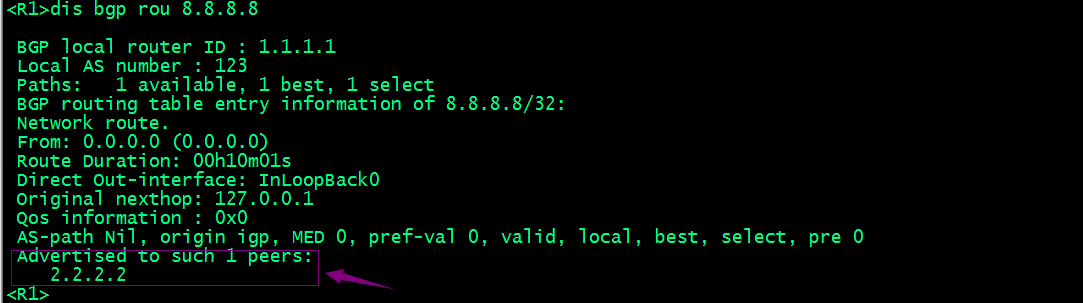 <R1>dis bgp rou 8.8.8.8
BGP local router ID : 1.1.1.1
Local AS number : 123
Paths:   1 available, 1 best, 1 select
BGP routing table entry information of 8.8.8.8/32:
Network route.
From: 0.0.0.0 (0.0.0.0)
Route Duration: 00h10m01s
Direct Out-interface: InLoopBack0
Original nexthop: 127.0.0.1
Qos information : 0x0
AS-path Nil, origin igp, MED 0, pref-val 0, valid, local, best, select, pre 0
Advertised to such 1 peers:
2.2.2.2
<R1>